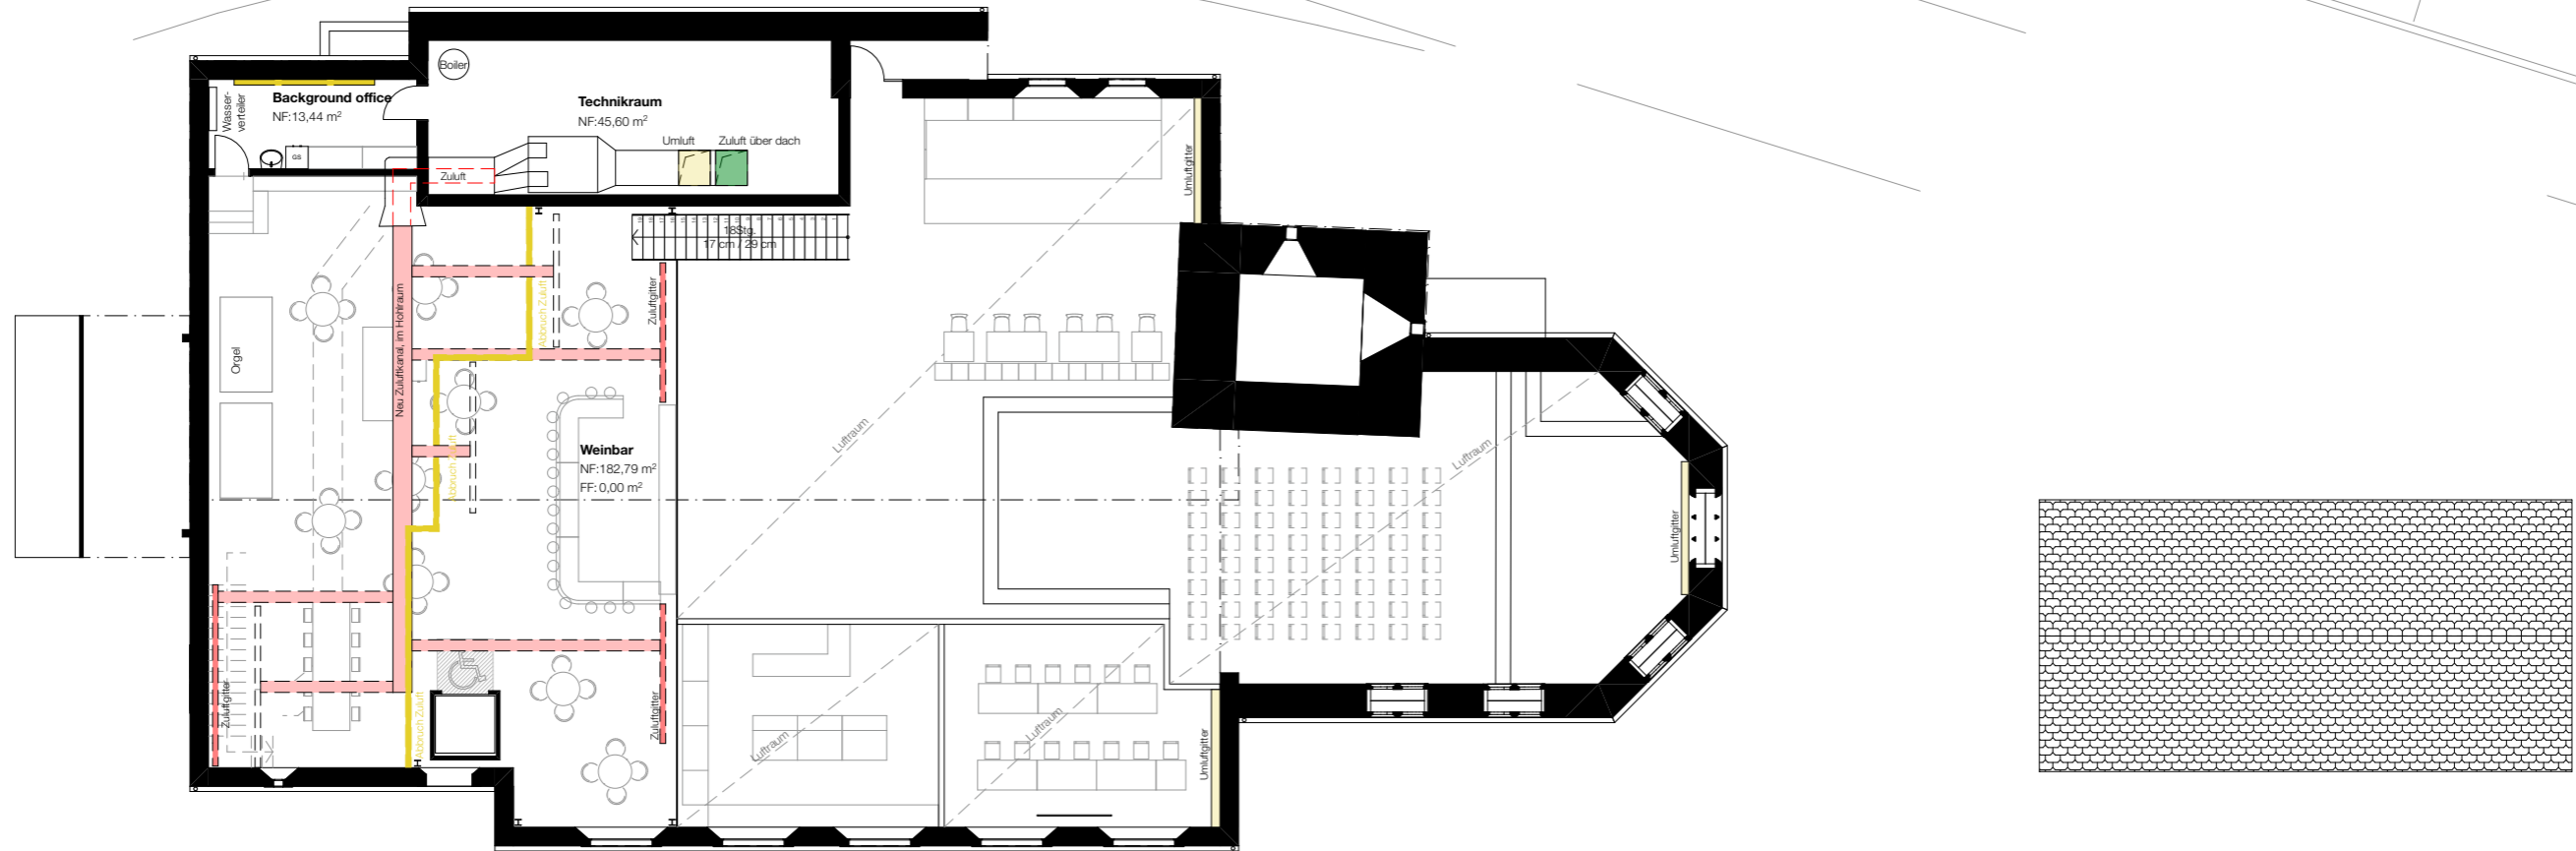 Boiler
Wasser-
verteiler
Background office
NF:13,44 m²
GS
Technikraum
NF:45,60 m²
Umluft
Zuluft über dach
Zuluft
Umluftgitter
18Stg.
17 cm / 29 cm
Zuluftgitter
Abbruch Zuluft
Neu Zuluftkanal, im Hohlraum
Orgel
Abbruch Zuluft
Weinbar
NF:182,79 m²
FF: 0,00 m²
Luftraum
Luftraum
Umluftgitter
Zuluftgitter
Abbruch Zuluft
Zuluftgitter
Luftraum
Luftraum
Umluftgitter